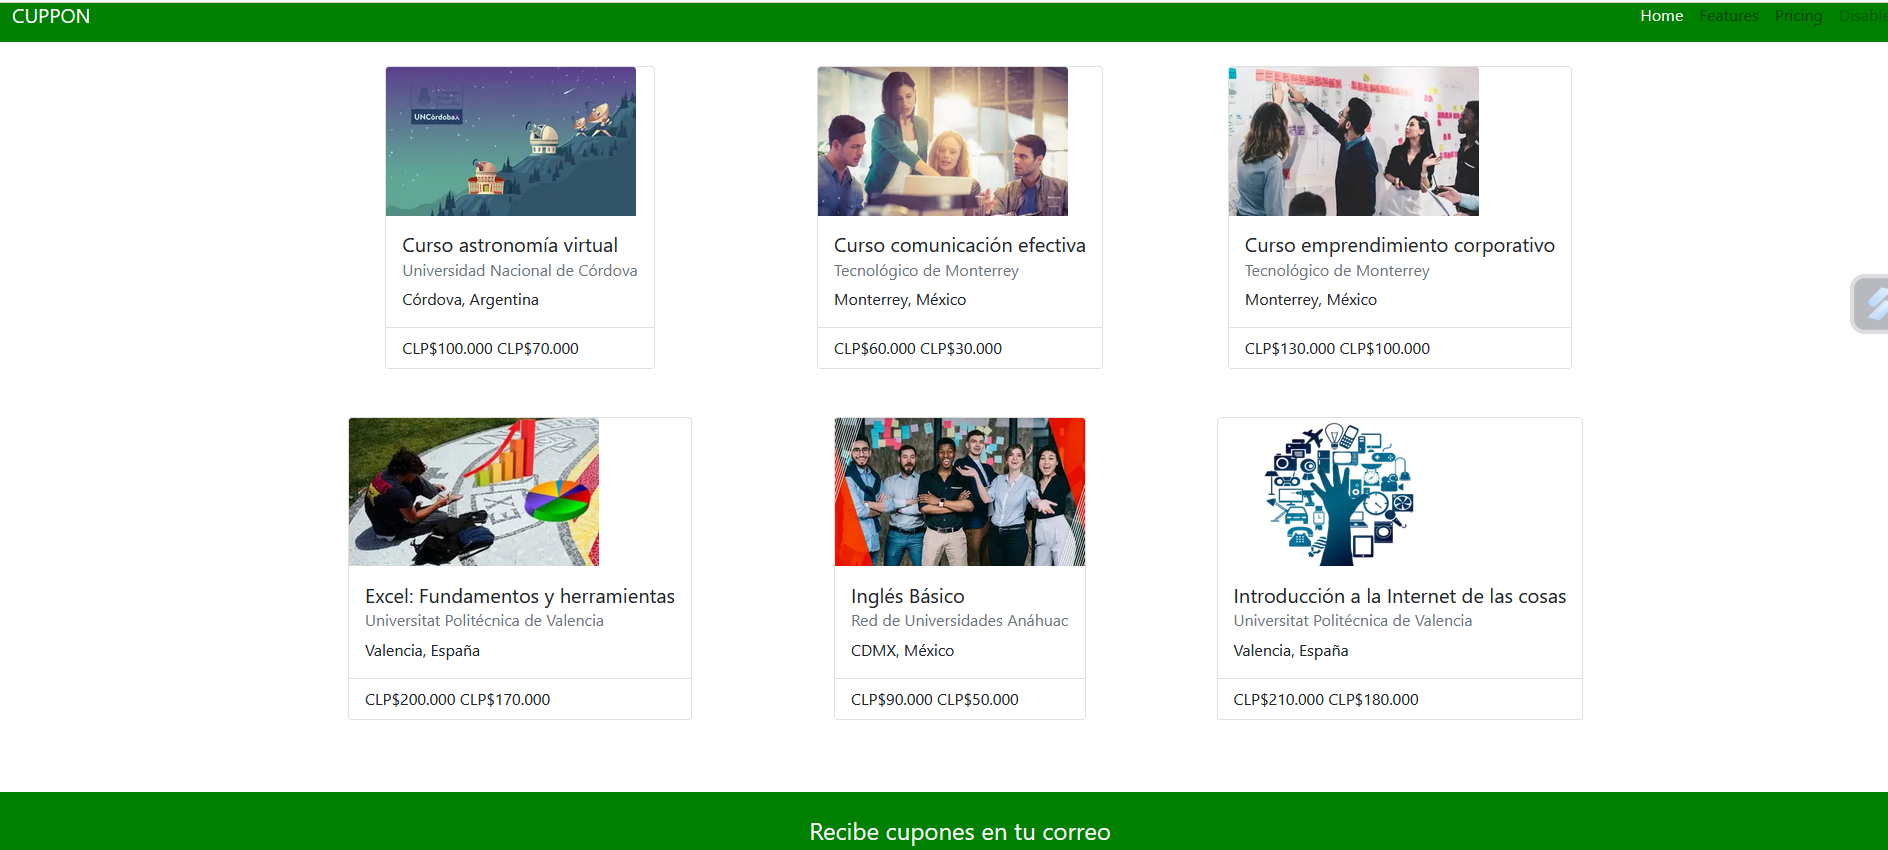 CUPPON
Home Features Pricing
UNCórdobax
Curso astronomía virtual
Universidad Nacional de Córdova
Córdova, Argentina
CLP$100.000 CLP$70.000
Curso comunicación efectiva
Tecnológico de Monterrey
Monterrey, México
CLP$60.000 CLP$30.000
Curso emprendimiento corporativo
Tecnológico de Monterrey
Monterrey, México
CLP$130.000 CLP$100.000
Excel: Fundamentos y herramientas
Universitat Politécnica de Valencia
Valencia, España
CLP$200.000 CLP$170.000
Inglés Básico
Red de Universidades Anáhuac
CDMX, México
CLP$90.000 CLP$50.000
Introducción a la Internet de las cosas
Universitat Politécnica de Valencia
Valencia, España
CLP$210.000 CLP$180.000
Recibe cupones en tu correo